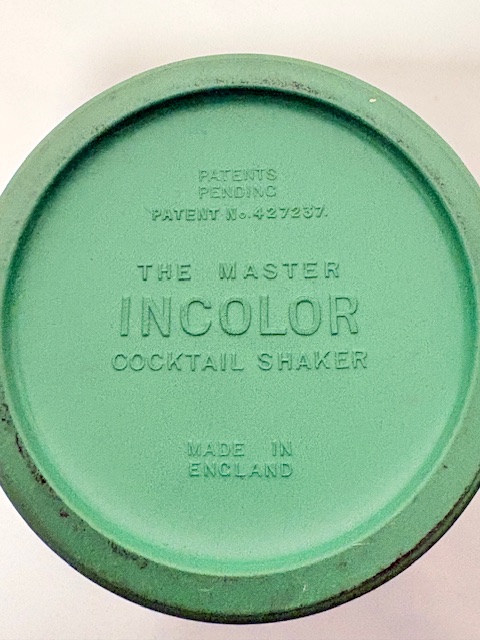 PATENTS
PENDING
PATENT No. 427237.
THE MASTER
INCOLOR
COCKTAIL SHAKER
MADE IN
ENGLAND